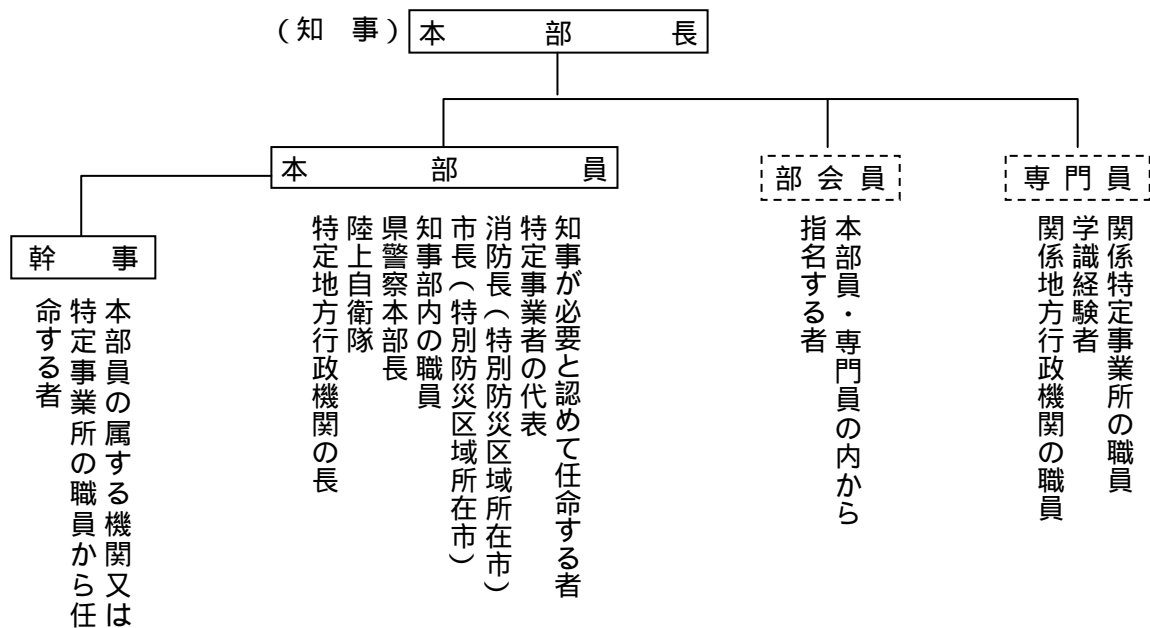 (知 事)
本部長
本部員
部会員
専門員
幹事
本部員の属する機関又は
特定事業所の職員から任
命する者
知事が必要と認めて任命する者
特定事業者の代表
消防長(特別防災区域所在市)
市長(特別防災区域所在市)
知事部内の職員
県警察本部長
陸上自衛隊
特定地方行政機関の長
本部員・専門員の内から
指名する者
関係特定事業所の職員
学識経験者
関係地方行政機関の職員